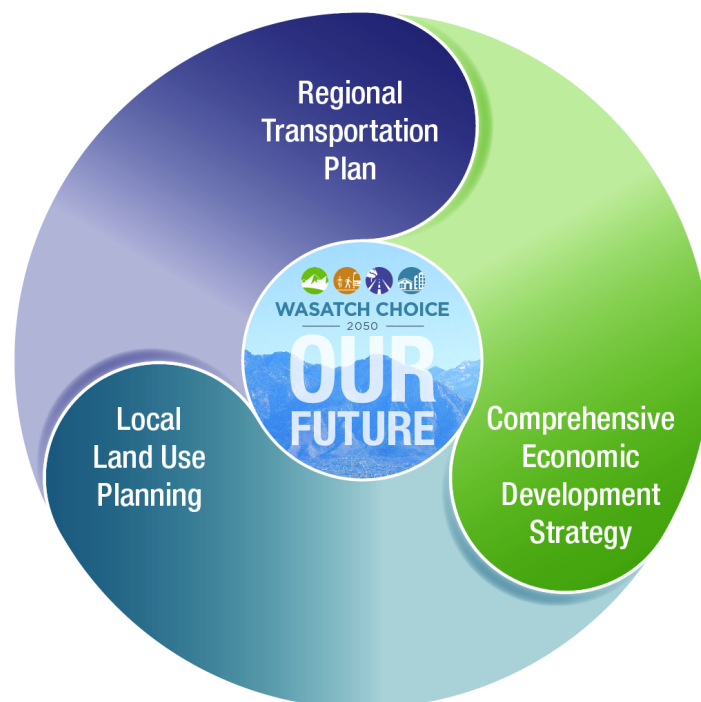 Regional
Transportation
Plan
WASATCH CHOICE
2050
OUR
FUTURE
Local
Land Use
Planning
Comprehensive
Economic
Development
Strategy